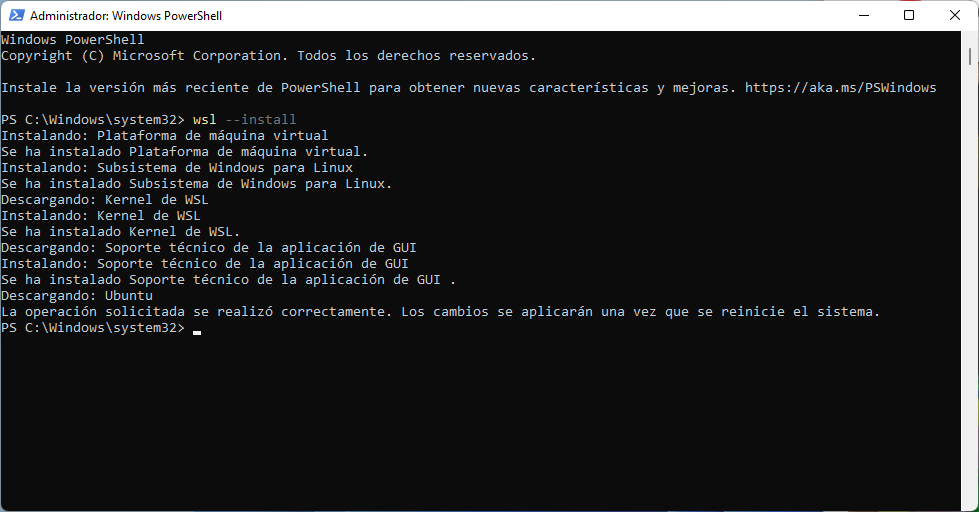 Administrador: Windows PowerShell
Windows PowerShell
Copyright (C) Microsoft Corporation. Todos los derechos reservados.
Instale la versión más reciente de PowerShell para obtener nuevas características y mejoras. https://aka.ms/PSWindows
PS C:\Windows\system32> wsl --install
Instalando: Plataforma de máquina virtual
Se ha instalado Plataforma de máquina virtual.
Instalando: Subsistema de Windows para Linux
Se ha instalado Subsistema de Windows para Linux.
Descargando: Kernel de WSL
Instalando: Kernel de WSL
Se ha instalado Kernel de WSL.
Descargando: Soporte técnico de la aplicación de GUI
Instalando: Soporte técnico de la aplicación de GUI
Se ha instalado Soporte técnico de la aplicación de GUI .
Descargando: Ubuntu
La operación solicitada se realizó correctamente. Los cambios se aplicarán una vez que se reinicie el sistema.
PS C:\Windows\system32>